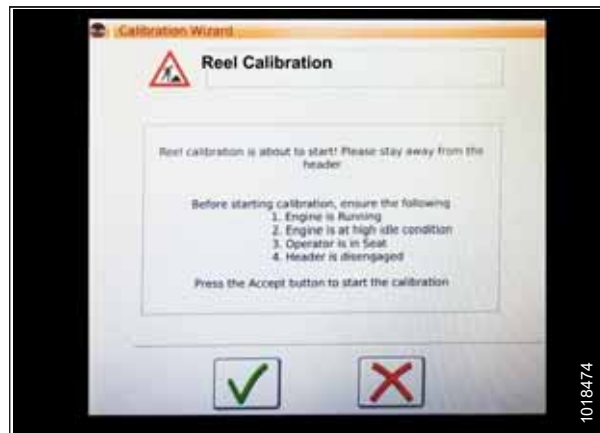 Calibration Wizard
Reel Calibration
Reel calibration is about to start! Please stay away from the
header
Before starting calibration, ensure the following
1. Engine is Running
2. Engine is at high idle condition
3. Operator is in Seat
4. Header is disengaged
Press the Accept button to start the calibration
1018474